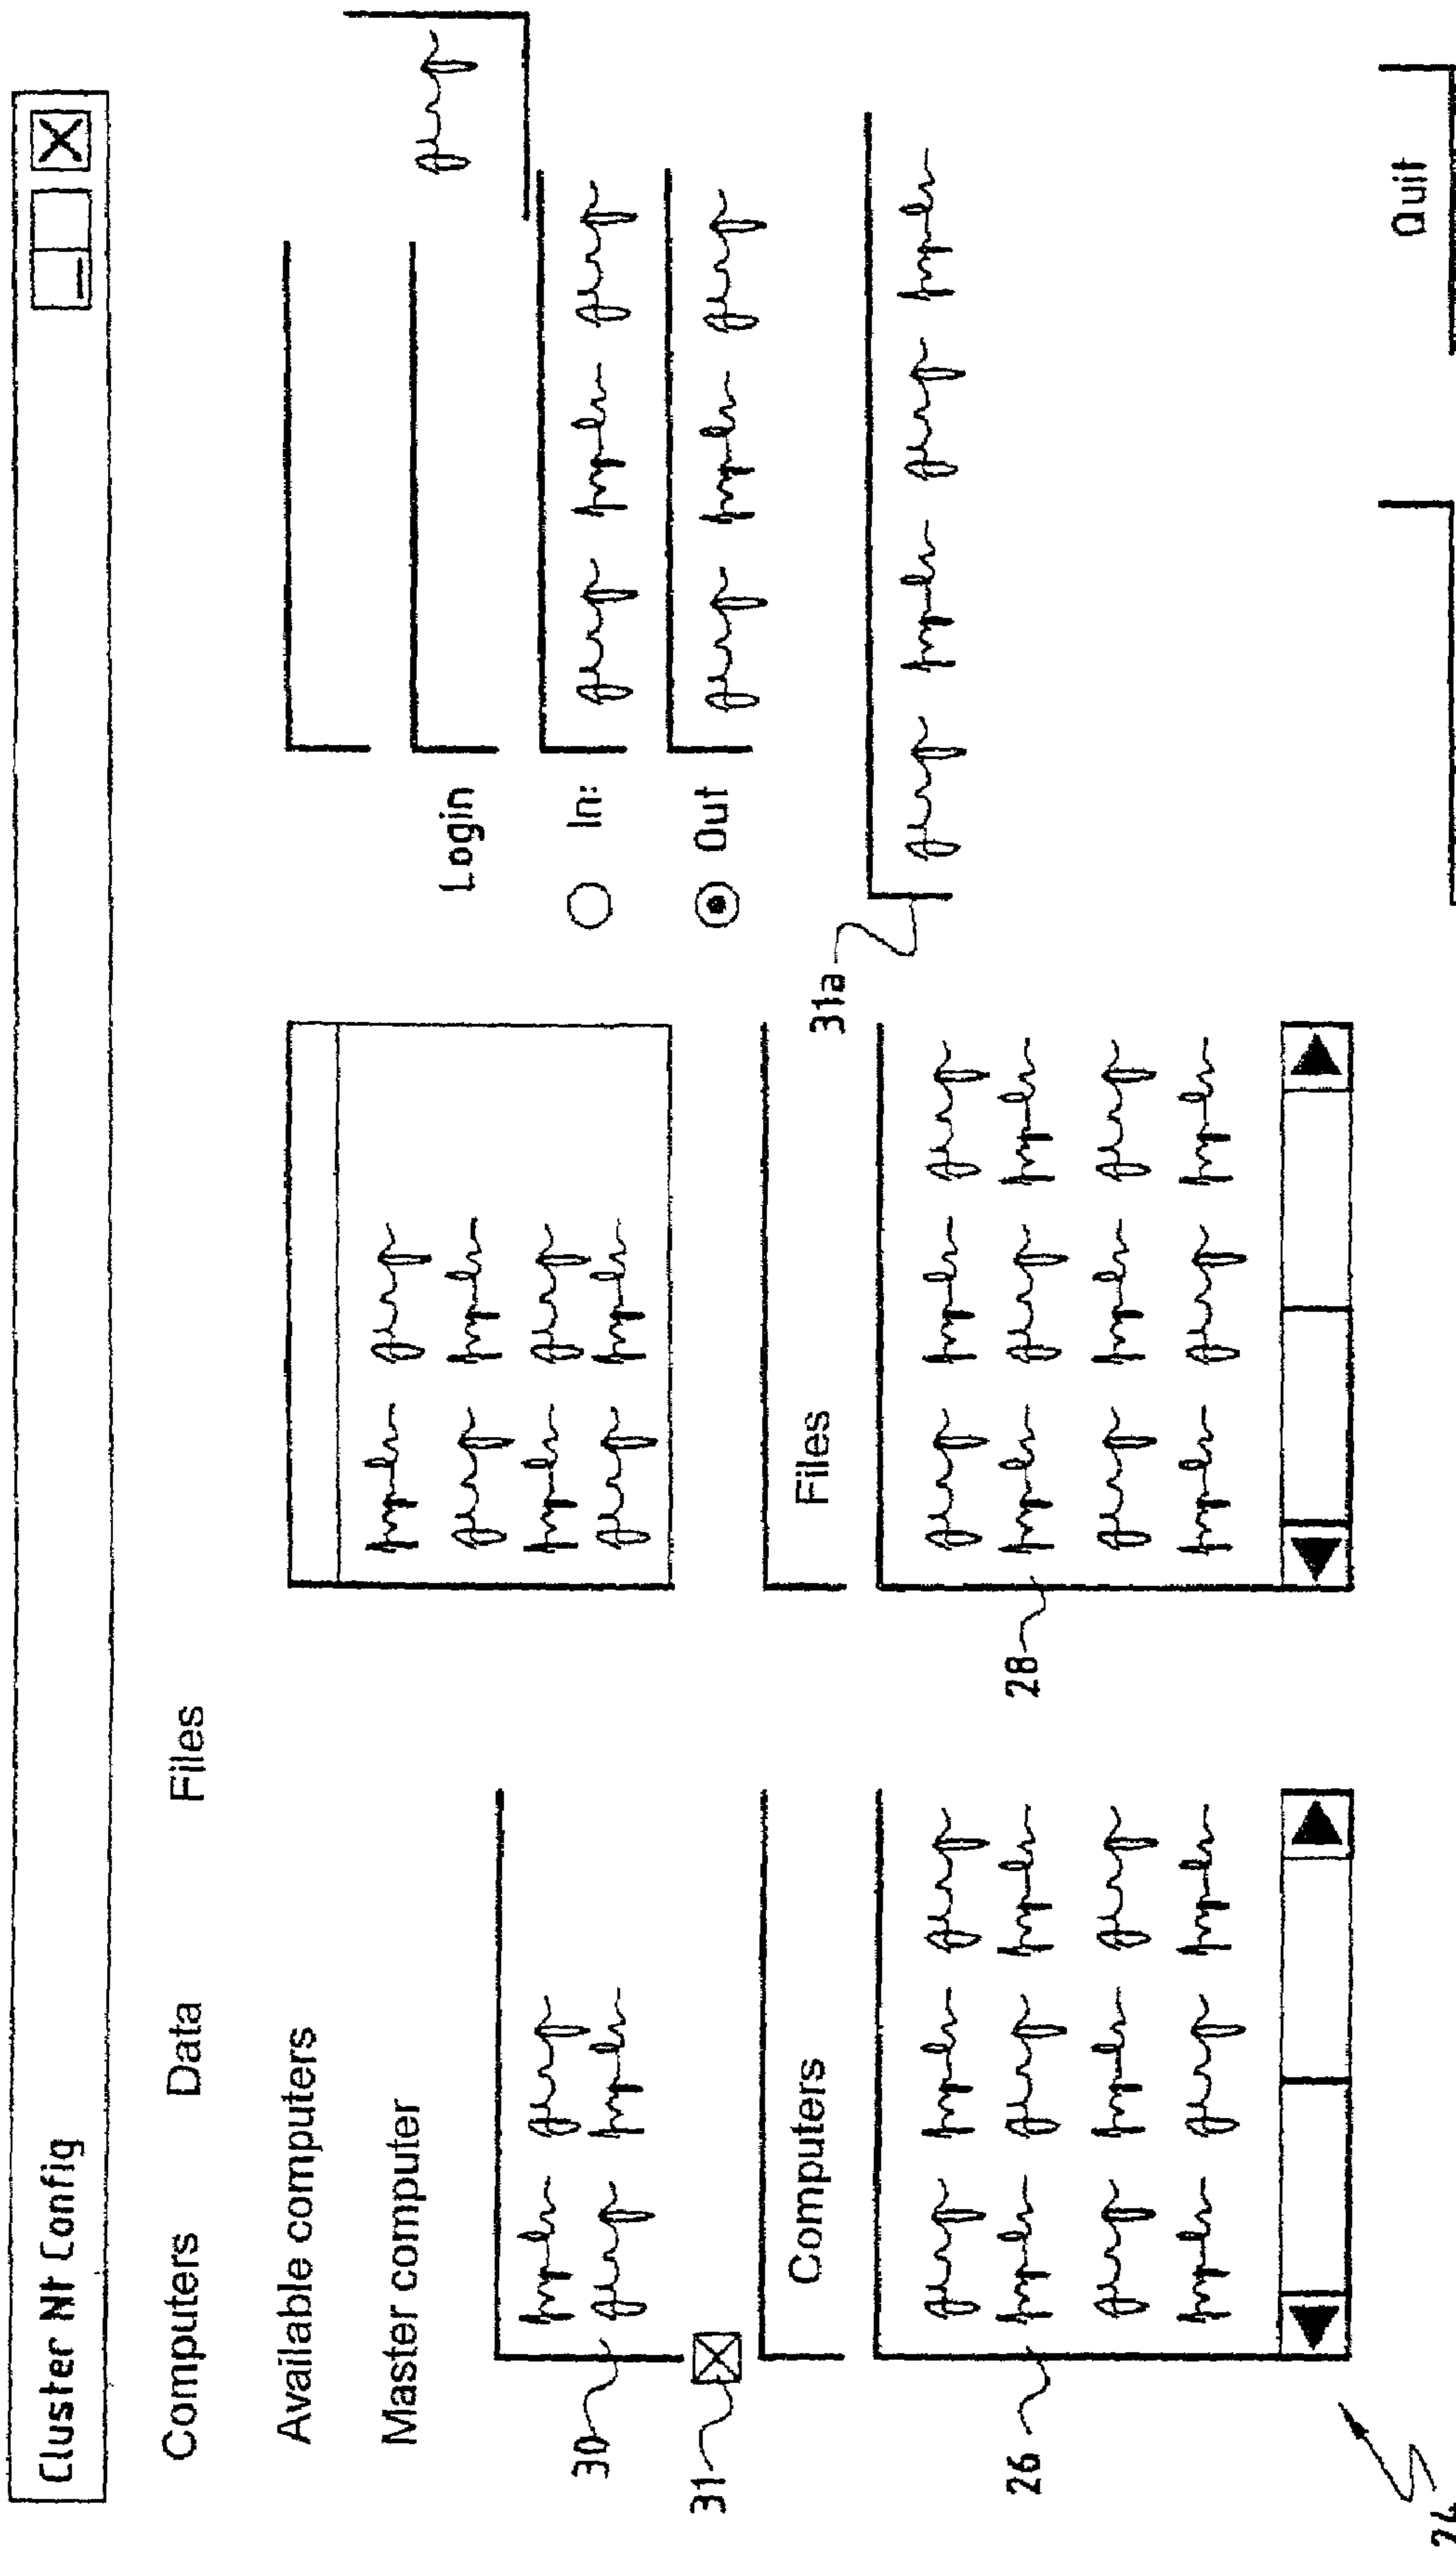 Cluster Nt Config
Computers Data Files
Available computers
Master computer
Login
In:
Out
30
31
Computers
Files
31a
26
28
24
Quit